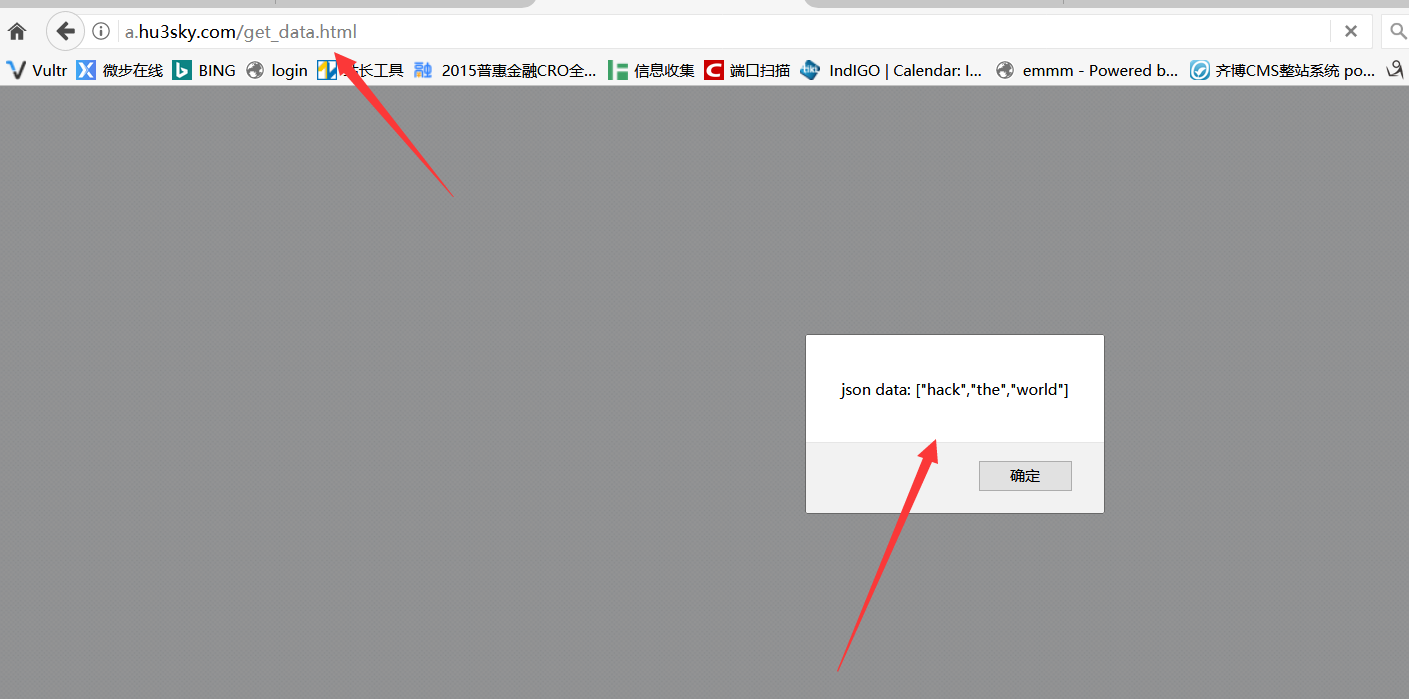 a.hu3sky.com/get_data.html
Vultr 微步在线 BING login 长工具 2015普惠金融CRO全... 信息收集 端口扫描 IndIGO | Calendar: I... emmm - Powered b... 齐博CMS整站系统 po...
json data: ["hack","the","world"]
确定